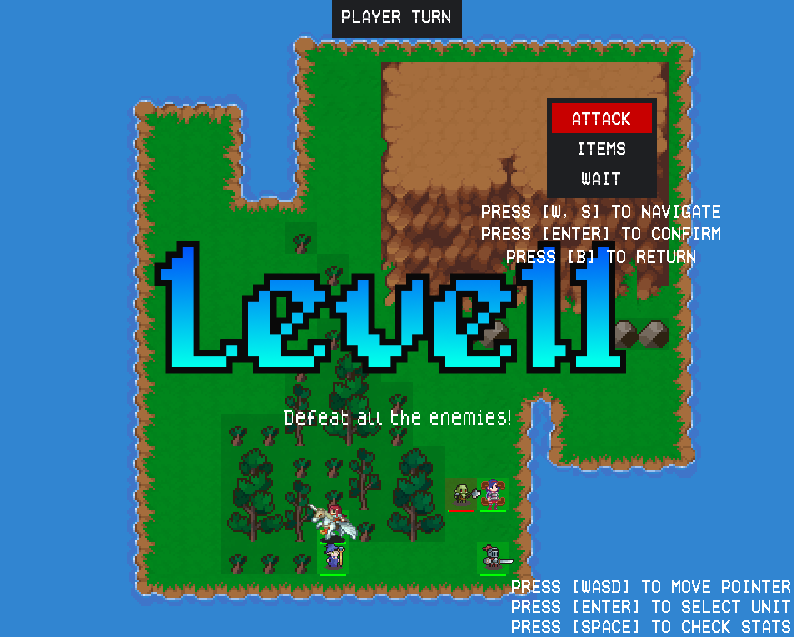 PLAYER TURN
ATTACK
ITEMS
WAIT
PRESS [W, S] TO NAVIGATE
PRESS [ENTER] TO CONFIRM
PRESS [B] TO RETURN
Level1
Defeat all the enemies!
PRESS [WASD] TO MOVE POINTER
PRESS [ENTER] TO SELECT UNIT
PRESS [SPACE] TO CHECK STATS